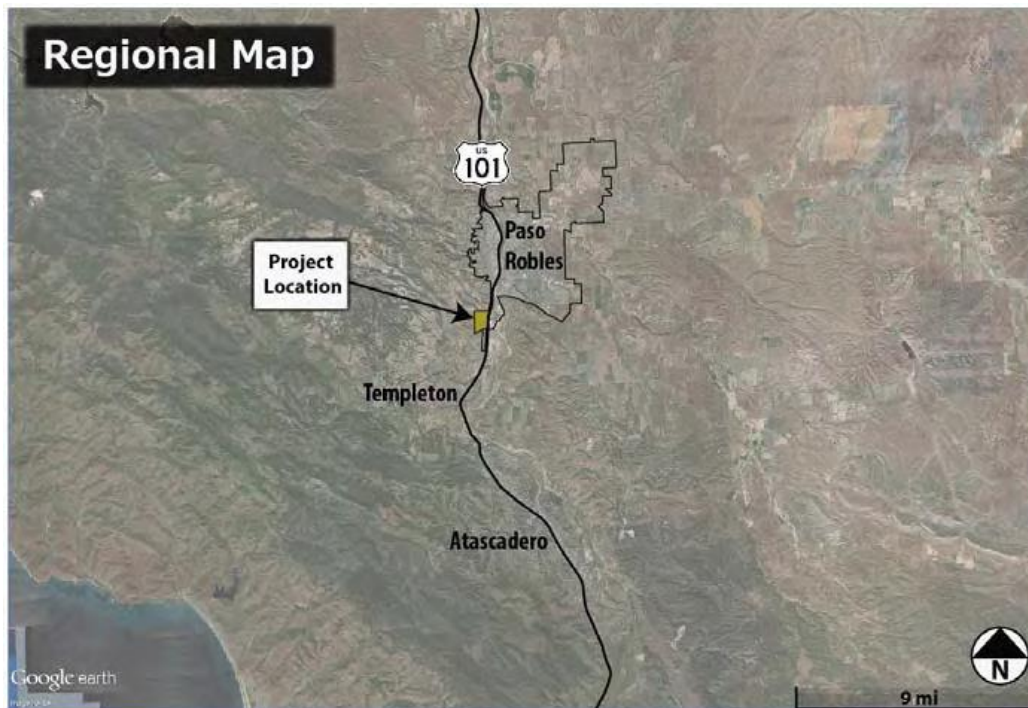 Regional Map
US
101
Paso
Robles
Project
Location
Templeton
Atascadero
N
Google earth
9 mi